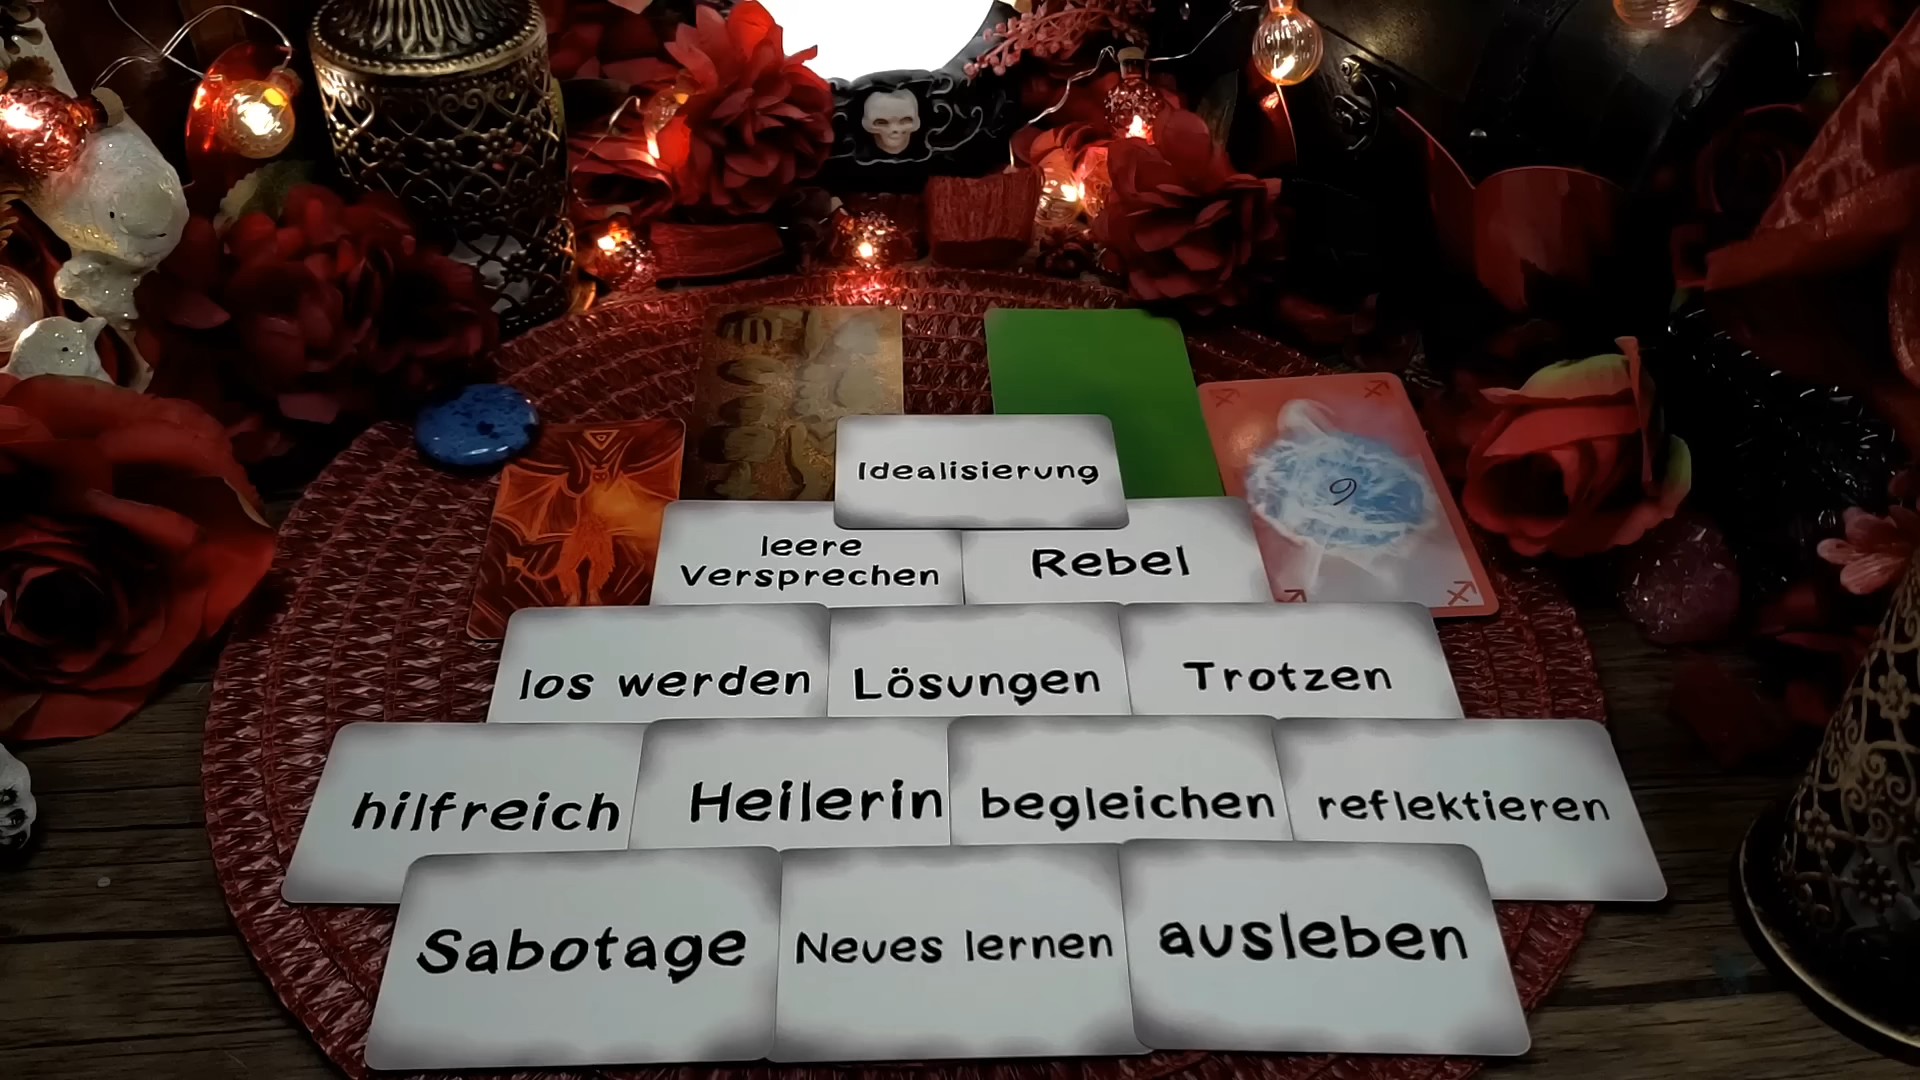 Idealisierung
leere
Versprechen
Rebel
9
los werden
Lösungen
Trotzen
hilfreich
Heilerin
begleichen
reflektieren
Sabotage
Neues lernen
ausleben